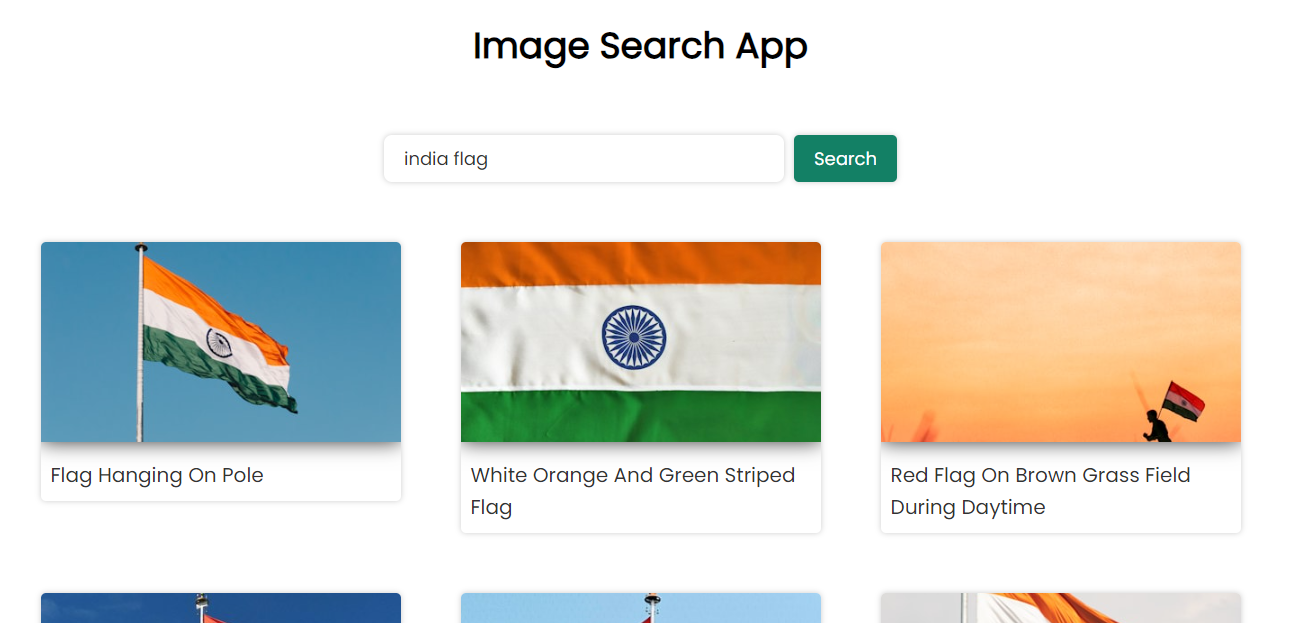 Image Search App
india flag
Search
Flag Hanging On Pole
White Orange And Green Striped
Flag
Red Flag On Brown Grass Field
During Daytime